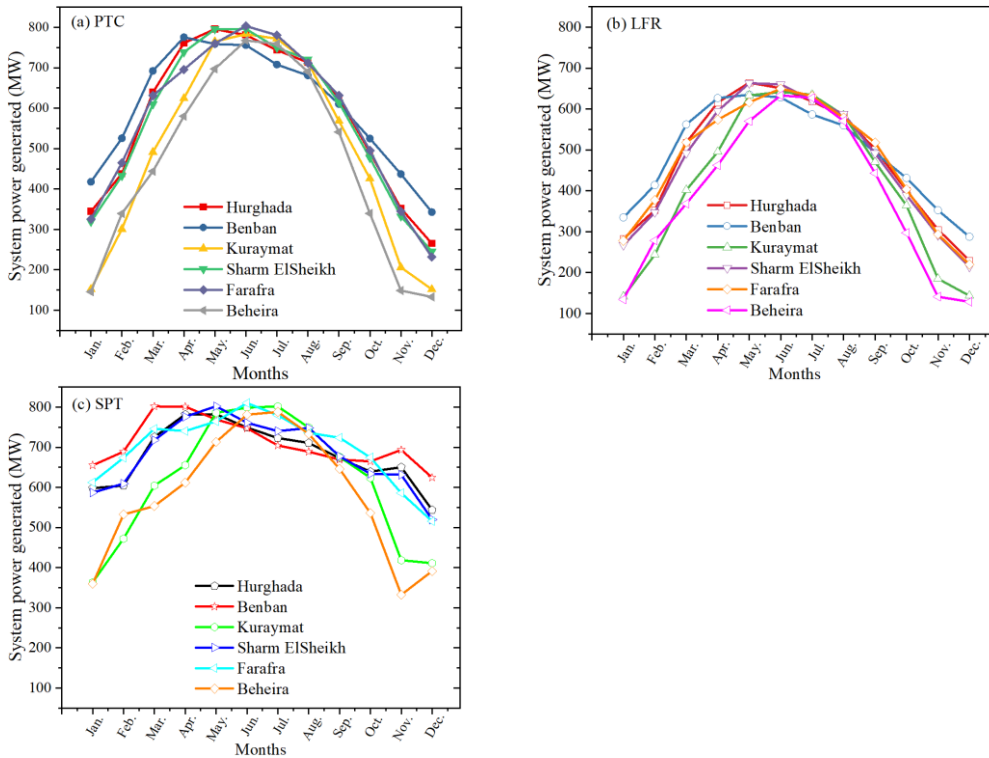 (a) PTC
System power generated (MW)
800
700
600
500
400
300
200
100
Hurghada
Benban
Kuraymat
Sharm ElSheikh
Farafra
Beheira
Jan. Feb. Mar. Apr. May. Jun. Jul. Aug. Sep. Oct. Nov. Dec.
Months
(b) LFR
System power generated (MW)
800
700
600
500
400
300
200
100
Hurghada
Benban
Kuraymat
Sharm ElSheikh
Farafra
Beheira
Jan. Feb. Mar. Apr. May. Jun. Jul. Aug. Sep. Oct. Nov. Dec.
Months
(c) SPT
System power generated (MW)
800
700
600
500
400
300
200
100
Hurghada
Benban
Kuraymat
Sharm ElSheikh
Farafra
Beheira
Jan. Feb. Mar. Apr. May. Jun. Jul. Aug. Sep. Oct. Nov. Dec.
Months